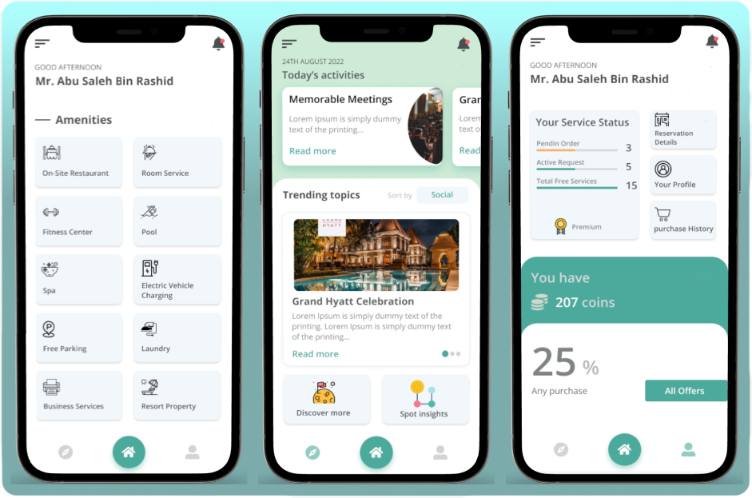 GOOD AFTERNOON
Mr. Abu Saleh Bin Rashid
Amenities
On-Site Restaurant
Room Service
Fitness Center
Pool
Spa
Electric Vehicle
Charging
Free Parking
Laundry
Business Services
Resort Property
24TH AUGUST 2022
Today's activities
Memorable Meetings
Lorem Ipsum is simply dummy
text of the printing...
Read more
Gran
Lorem
text o
Read
Trending topics
Sort by
Social
GRAND
HYATT
Grand Hyatt Celebration
Lorem Ipsum is simply dummy text of the
printing. Lorem Ipsum is simply dummy text of
the printing...
Read more
Discover more
Spot insights
GOOD AFTERNOON
Mr. Abu Saleh Bin Rashid
Your Service Status
Pendin Order
3
Active Request
5
Total Free Services
15
Premium
Reservation
Details
Your Profile
purchase History
You have
207 coins
25 %
Any purchase
All Offers